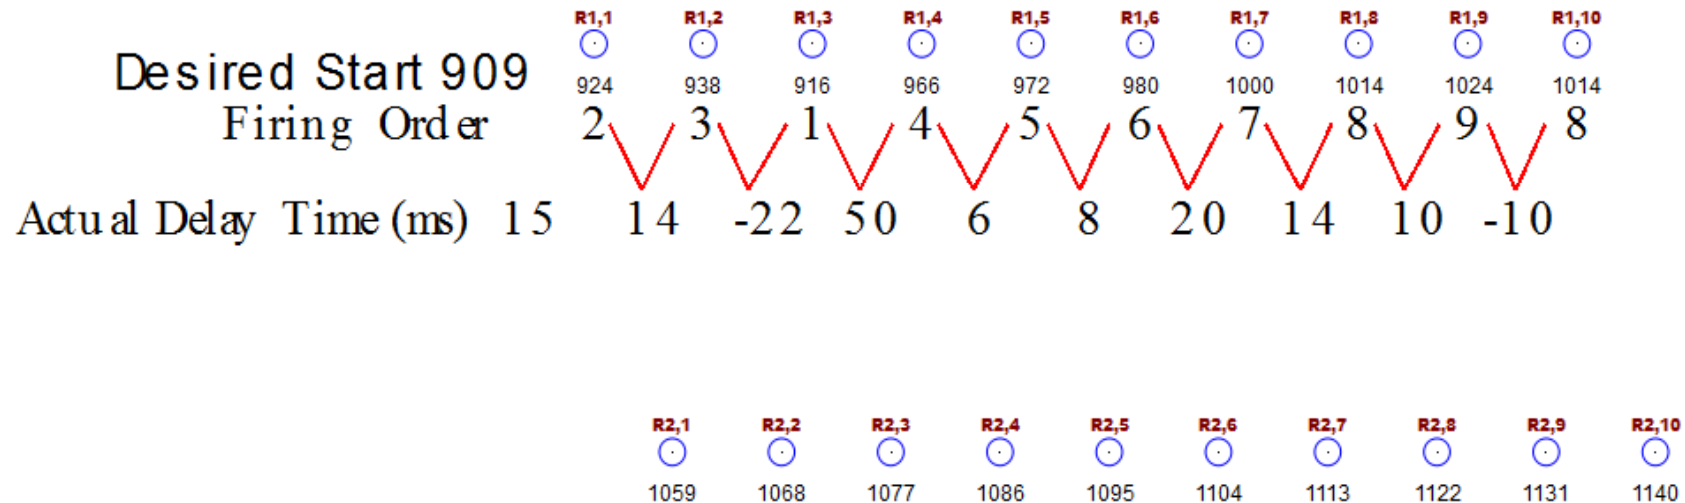 R1,1 R1,2 R1,3 R1,4 R1,5 R1,6 R1,7 R1,8 R1,9 R1,10
Desired Start 909
924 938 916 966 972 980 1000 1014 1024 1014
Firing Order 2 3 1 4 5 6 7 8 9 8
Actual Delay Time (ms) 15 14 -22 50 6 8 20 14 10 -10
R2,1 R2,2 R2,3 R2,4 R2,5 R2,6 R2,7 R2,8 R2,9 R2,10
1059 1068 1077 1086 1095 1104 1113 1122 1131 1140